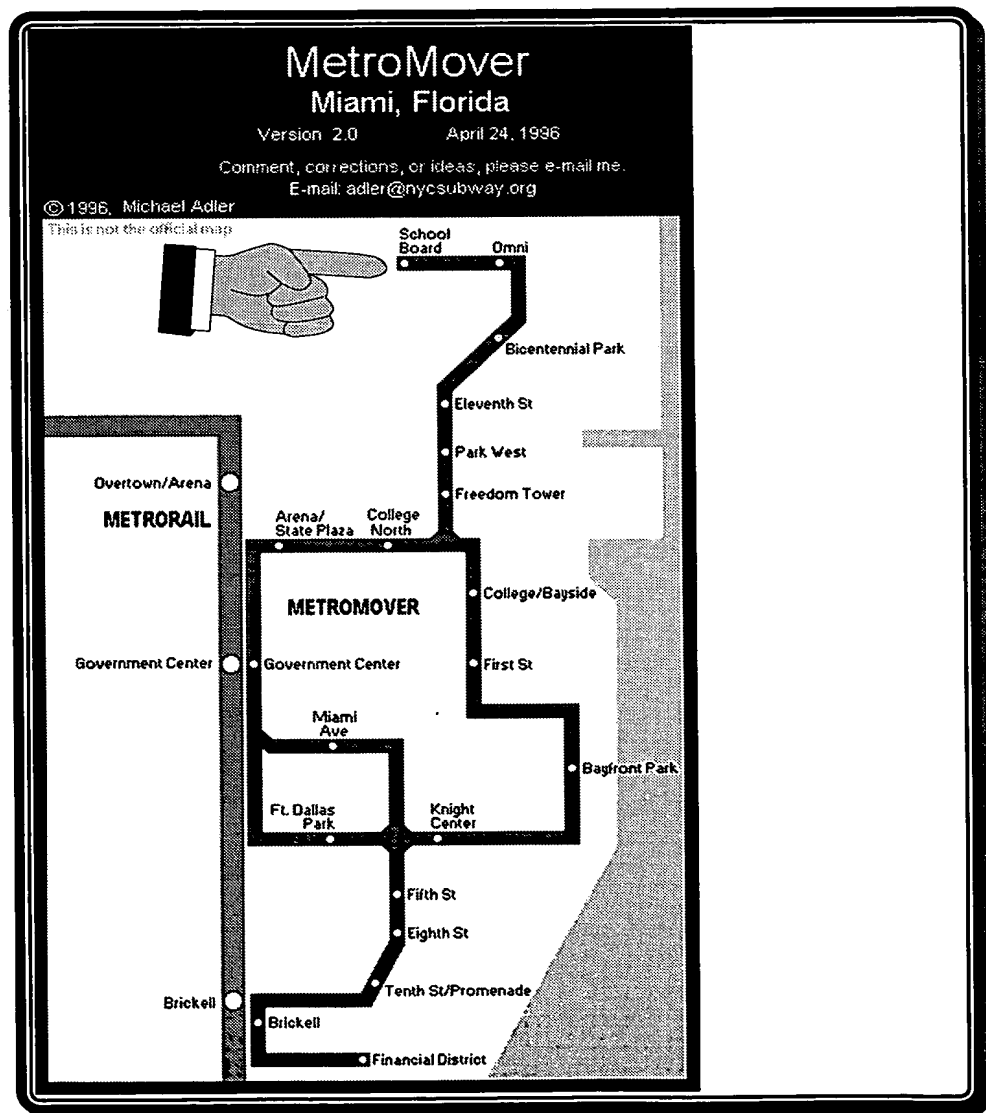 MetroMover
Miami, Florida
Version 2.0 April 24, 1996
Comment, corrections, or ideas, please e-mail me.
E-mail: adler@nycsubway.org
© 1996, Michael Adler
This is not the official map
School
Board
Omni
Bicentennial Park
Eleventh St
Park West
Freedom Tower
Overtown/Arena
METRORAIL
Arena/
State Plaza
College
North
College/Bayside
METROMOVER
Government Center
Government Center
First St
Miami
Ave
Bayfront Park
Ft. Dallas
Park
Knight
Center
Fifth St
Eighth St
Tenth St/Promenade
Brickell
Brickell
Financial District